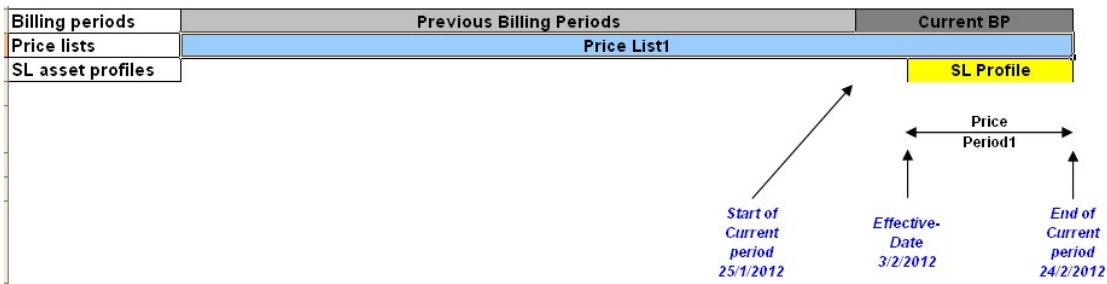 Billing periods Previous Billing Periods Current BP
Price lists Price List1
SL asset profiles SL Profile
Price
Period1
Start of
Current
period
25/1/2012
Effective-
Date
3/2/2012
End of
Current
period
24/2/2012